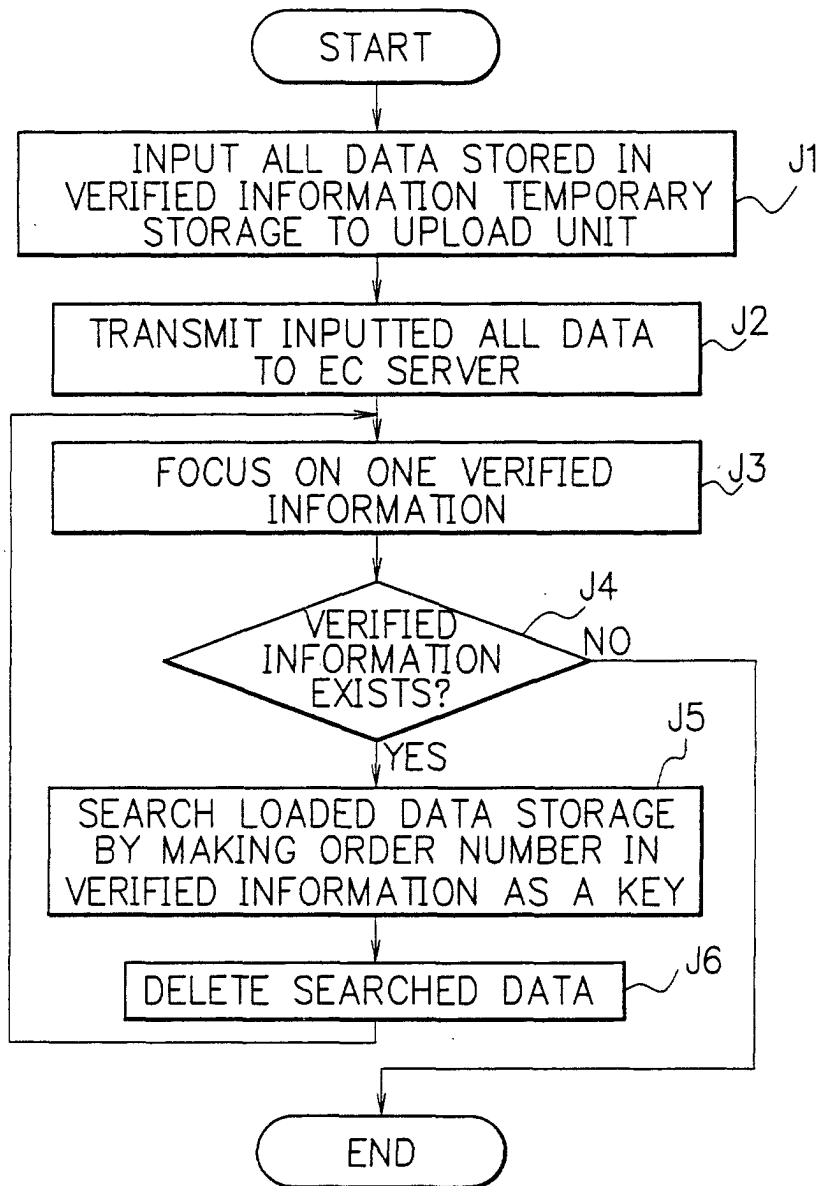 START
INPUT ALL DATA STORED IN
VERIFIED INFORMATION TEMPORARY
STORAGE TO UPLOAD UNIT
J1
TRANSMIT INPUTTED ALL DATA
TO EC SERVER
J2
FOCUS ON ONE VERIFIED
INFORMATION
J3
VERIFIED
INFORMATION
EXISTS?
J4
NO
YES
SEARCH LOADED DATA STORAGE
BY MAKING ORDER NUMBER IN
VERIFIED INFORMATION AS A KEY
J5
DELETE SEARCHED DATA
J6
END